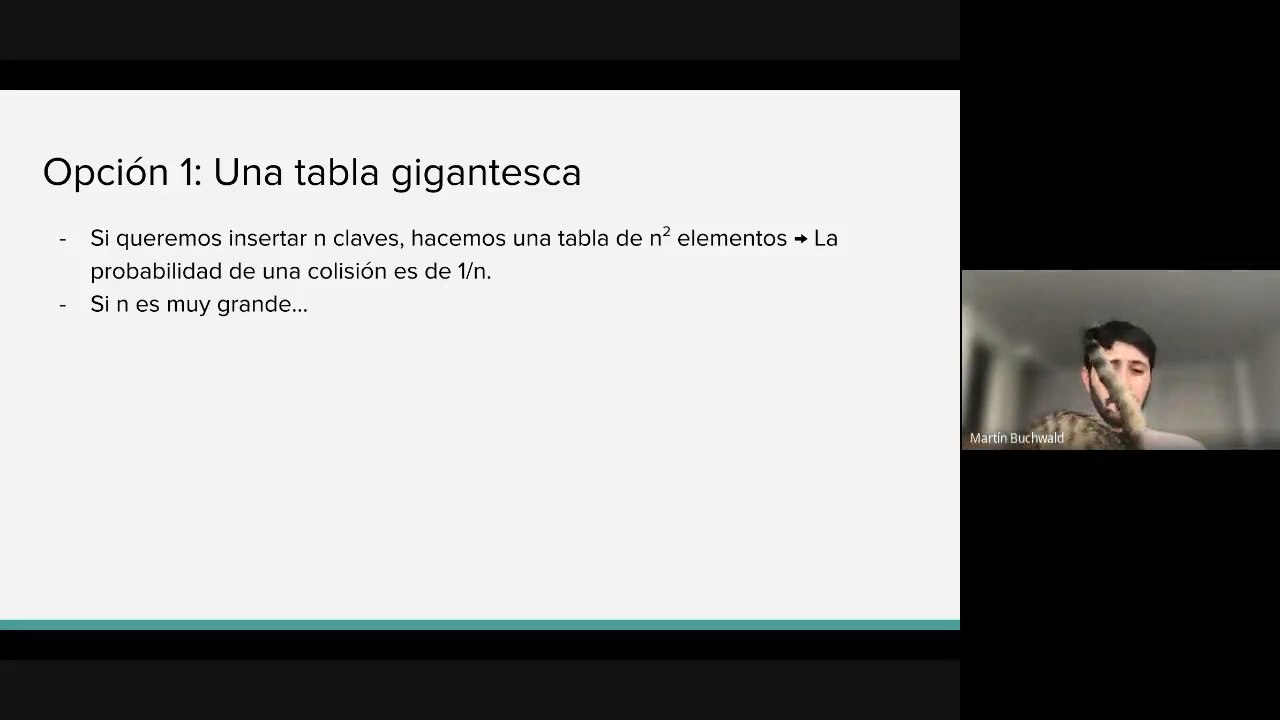 Opción 1: Una tabla gigantesca
- Si queremos insertar n claves, hacemos una tabla de n² elementos → La
probabilidad de una colisión es de 1/n.
- Si n es muy grande...
Martín Buchwald